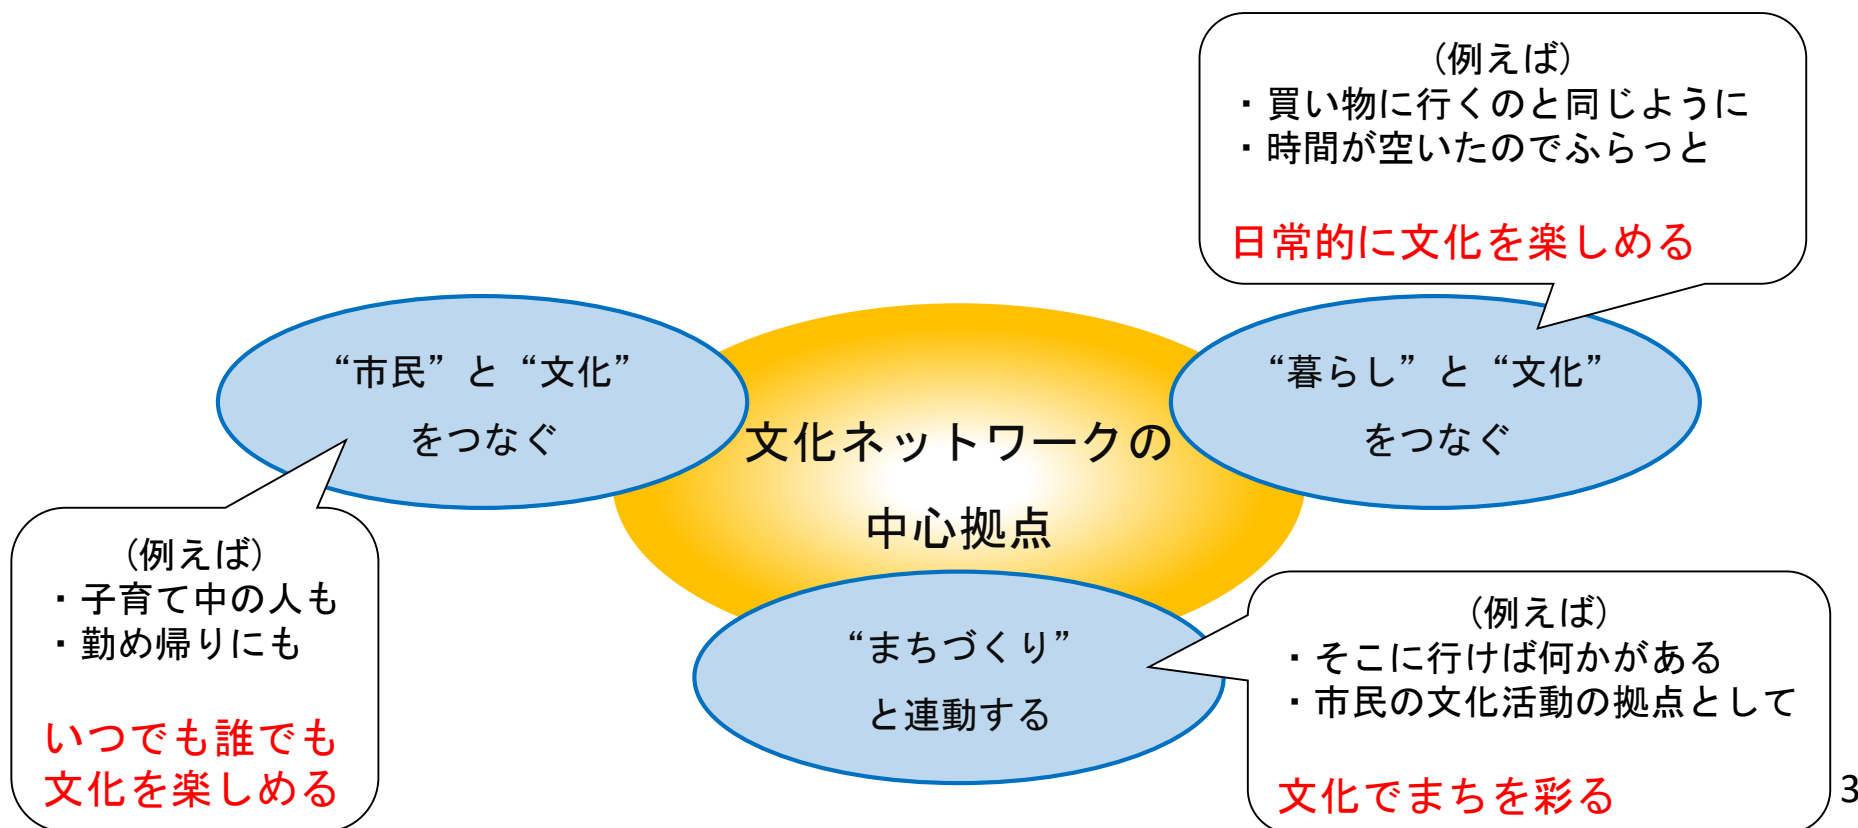 (例えば)
・買い物に行くのと同じように
・時間が空いたのでふらっと
日常的に文化を楽しめる
“市民”と“文化”
をつなぐ
“暮らし”と“文化”
をつなぐ
文化ネットワークの
中心拠点
(例えば)
・子育て中の人も
・勤め帰りにも
いつでも誰でも
文化を楽しめる
“まちづくり”
と連動する
(例えば)
・そこに行けば何かがある
・市民の文化活動の拠点として
文化でまちを彩る
3